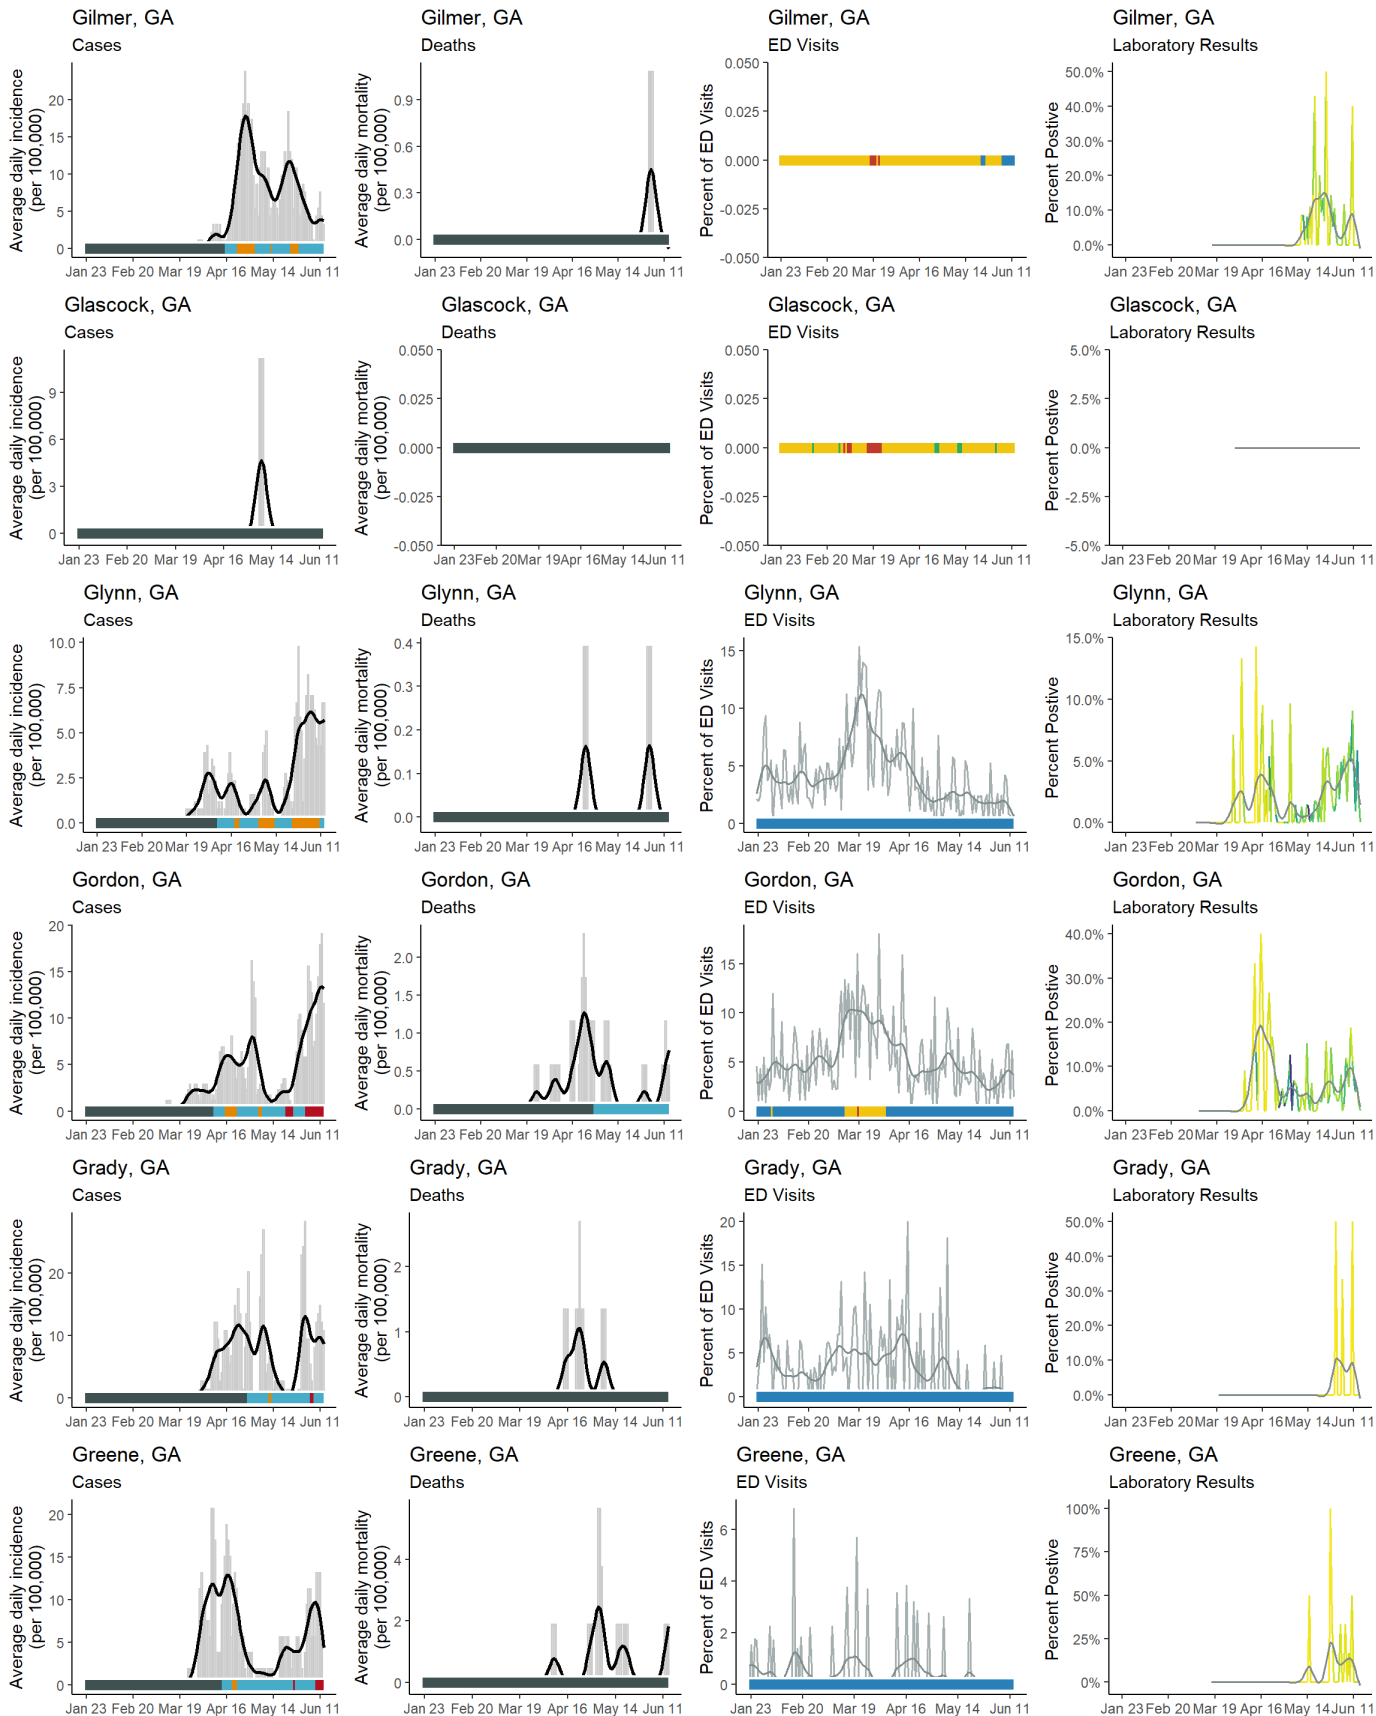 Gilmer, GA
Cases
Average daily incidence
(per 100,000)
20
15
10
5
0
Jan 23 Feb 20 Mar 19 Apr 16 May 14 Jun 11
Gilmer, GA
Deaths
Average daily mortality
(per 100,000)
0.9
0.6
0.3
0.0
Jan 23 Feb 20 Mar 19 Apr 16 May 14 Jun 11
Gilmer, GA
ED Visits
Percent of ED Visits
0.050
0.025
0.000
-0.025
-0.050
Jan 23 Feb 20 Mar 19 Apr 16 May 14 Jun 11
Gilmer, GA
Laboratory Results
Percent Postive
50.0%
40.0%
30.0%
20.0%
10.0%
0.0%
Jan 23 Feb 20 Mar 19 Apr 16 May 14 Jun 11
Glascock, GA
Cases
Average daily incidence
(per 100,000)
9
6
3
0
Jan 23 Feb 20 Mar 19 Apr 16 May 14 Jun 11
Glascock, GA
Deaths
Average daily mortality
(per 100,000)
0.050
0.025
0.000
-0.025
-0.050
Jan 23 Feb 20 Mar 19 Apr 16 May 14 Jun 11
Glascock, GA
ED Visits
Percent of ED Visits
0.050
0.025
0.000
-0.025
-0.050
Jan 23 Feb 20 Mar 19 Apr 16 May 14 Jun 11
Glascock, GA
Laboratory Results
Percent Postive
5.0%
2.5%
0.0%
-2.5%
-5.0%
Jan 23 Feb 20 Mar 19 Apr 16 May 14 Jun 11
Glynn, GA
Cases
Average daily incidence
(per 100,000)
10.0
7.5
5.0
2.5
0.0
Jan 23 Feb 20 Mar 19 Apr 16 May 14 Jun 11
Glynn, GA
Deaths
Average daily mortality
(per 100,000)
0.4
0.3
0.2
0.1
0.0
Jan 23 Feb 20 Mar 19 Apr 16 May 14 Jun 11
Glynn, GA
ED Visits
Percent of ED Visits
15
10
5
0
Jan 23 Feb 20 Mar 19 Apr 16 May 14 Jun 11
Glynn, GA
Laboratory Results
Percent Postive
15.0%
10.0%
5.0%
0.0%
Jan 23 Feb 20 Mar 19 Apr 16 May 14 Jun 11
Gordon, GA
Cases
Average daily incidence
(per 100,000)
20
15
10
5
0
Jan 23 Feb 20 Mar 19 Apr 16 May 14 Jun 11
Gordon, GA
Deaths
Average daily mortality
(per 100,000)
2.0
1.5
1.0
0.5
0.0
Jan 23 Feb 20 Mar 19 Apr 16 May 14 Jun 11
Gordon, GA
ED Visits
Percent of ED Visits
15
10
5
0
Jan 23 Feb 20 Mar 19 Apr 16 May 14 Jun 11
Gordon, GA
Laboratory Results
Percent Postive
40.0%
30.0%
20.0%
10.0%
0.0%
Jan 23 Feb 20 Mar 19 Apr 16 May 14 Jun 11
Grady, GA
Cases
Average daily incidence
(per 100,000)
20
10
0
Jan 23 Feb 20 Mar 19 Apr 16 May 14 Jun 11
Grady, GA
Deaths
Average daily mortality
(per 100,000)
2
1
0
Jan 23 Feb 20 Mar 19 Apr 16 May 14 Jun 11
Grady, GA
ED Visits
Percent of ED Visits
20
15
10
5
0
Jan 23 Feb 20 Mar 19 Apr 16 May 14 Jun 11
Grady, GA
Laboratory Results
Percent Postive
50.0%
40.0%
30.0%
20.0%
10.0%
0.0%
Jan 23 Feb 20 Mar 19 Apr 16 May 14 Jun 11
Greene, GA
Cases
Average daily incidence
(per 100,000)
20
15
10
5
0
Jan 23 Feb 20 Mar 19 Apr 16 May 14 Jun 11
Greene, GA
Deaths
Average daily mortality
(per 100,000)
4
2
0
Jan 23 Feb 20 Mar 19 Apr 16 May 14 Jun 11
Greene, GA
ED Visits
Percent of ED Visits
6
4
2
0
Jan 23 Feb 20 Mar 19 Apr 16 May 14 Jun 11
Greene, GA
Laboratory Results
Percent Postive
100%
75%
50%
25%
0%
Jan 23 Feb 20 Mar 19 Apr 16 May 14 Jun 11